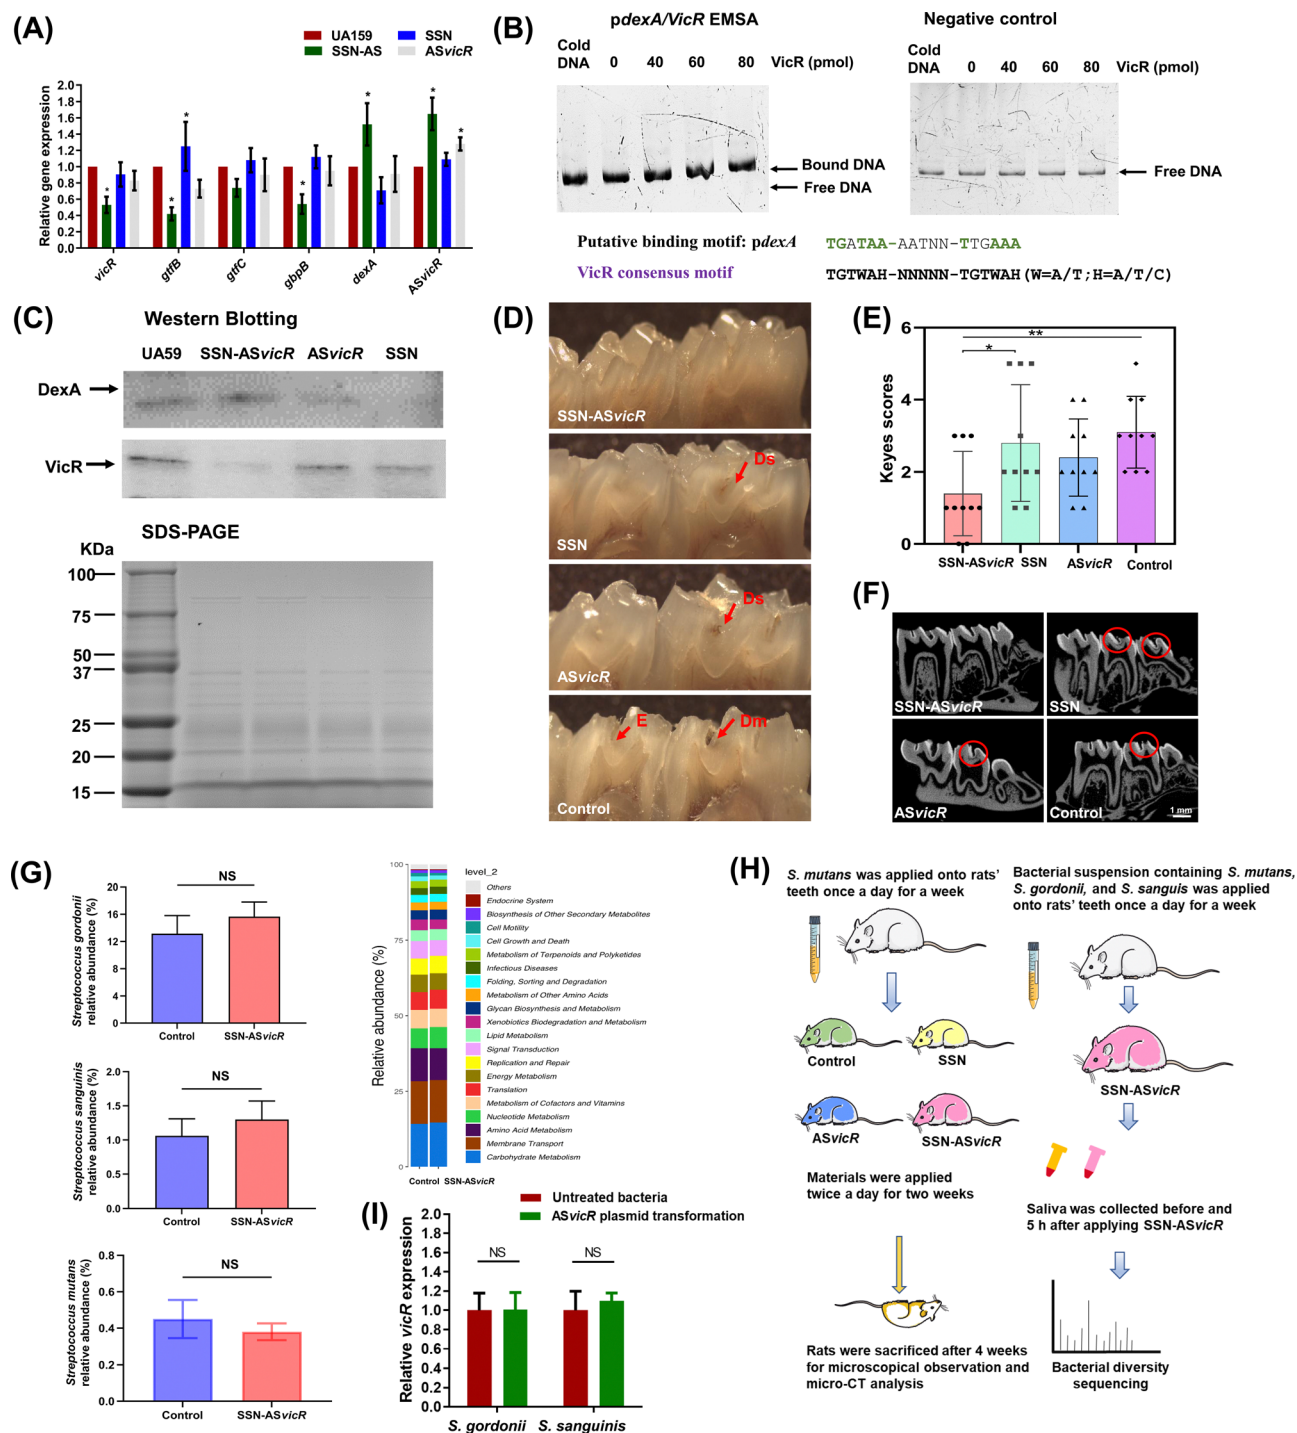 (A)
UA159
SSN
SSN-AS
ASvicR
Relative gene expression
2.0
1.8
1.6
1.4
1.2
1.0
0.8
0.6
0.4
0.2
0.0
* * * * * * * *
vicR gtfB gtfC gbpB dexA ASvicR
(B)
pdexA/VicR EMSA
Negative control
Cold
DNA 0 40 60 80 VicR (pmol)
Cold
DNA 0 40 60 80 VicR (pmol)
Bound DNA
Free DNA
Free DNA
Putative binding motif: pdexA TGATAA-AATNN-TTGAAA
VicR consensus motif TGTWAH-NNNNN-TGTWAH (W=A/T;H=A/T/C)
(C)
Western Blotting
UA59 SSN-ASvicR ASvicR SSN
DexA
VicR
SDS-PAGE
KDa
100
75
50
37
25
20
15
(D)
SSN-ASvicR
Ds
SSN
Ds
ASvicR
E
Dm
Control
(E)
Keyes scores
6
4
2
0
**
*
SSN-ASvicR SSN ASvicR Control
(F)
SSN-ASvicR
SSN
ASvicR
Control
1 mm
(G)
Streptococcus gordonii
relative abundance (%)
20
16
12
8
4
0
NS
Control SSN-ASvicR
Streptococcus sanguinis
relative abundance (%)
2.0
1.5
1.0
0.5
0.0
NS
Control SSN-ASvicR
Streptococcus mutans
relative abundance (%)
0.8
0.6
0.4
0.2
0.0
NS
Control SSN-ASvicR
Relative abundance (%)
100
75
50
25
0
Control SSN-ASvicR
level_2
Others
Endocrine System
Biosynthesis of Other Secondary Metabolites
Cell Motility
Cell Growth and Death
Metabolism of Terpenoids and Polyketides
Infectious Diseases
Folding, Sorting and Degradation
Metabolism of Other Amino Acids
Glycan Biosynthesis and Metabolism
Xenobiotics Biodegradation and Metabolism
Lipid Metabolism
Signal Transduction
Replication and Repair
Energy Metabolism
Translation
Metabolism of Cofactors and Vitamins
Nucleotide Metabolism
Amino Acid Metabolism
Membrane Transport
Carbohydrate Metabolism
(H)
S. mutans was applied onto rats'
teeth once a day for a week
Control
SSN
ASvicR
SSN-ASvicR
Materials were applied
twice a day for two weeks
Rats were sacrificed after 4 weeks
for microscopical observation and
micro-CT analysis
Bacterial suspension containing S. mutans,
S. gordonii, and S. sanguis was applied
onto rats' teeth once a day for a week
SSN-ASvicR
Saliva was collected before and
5 h after applying SSN-ASvicR
Bacterial diversity
sequencing
(I)
Untreated bacteria
ASvicR plasmid transformation
Relative vicR expression
2.0
1.8
1.6
1.4
1.2
1.0
0.8
0.6
0.4
0.2
0.0
NS
NS
S. gordonii S. sanguinis